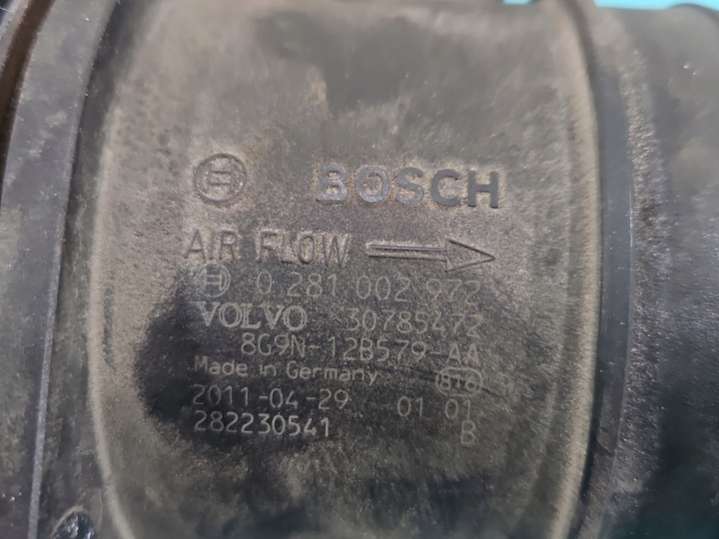 BOSCH
AIR FLOW
0 281 002 972
VOLVO 30785472
8G9N-12B579-AA
Made in Germany 816
2011-04-29 01 01
282230541 B